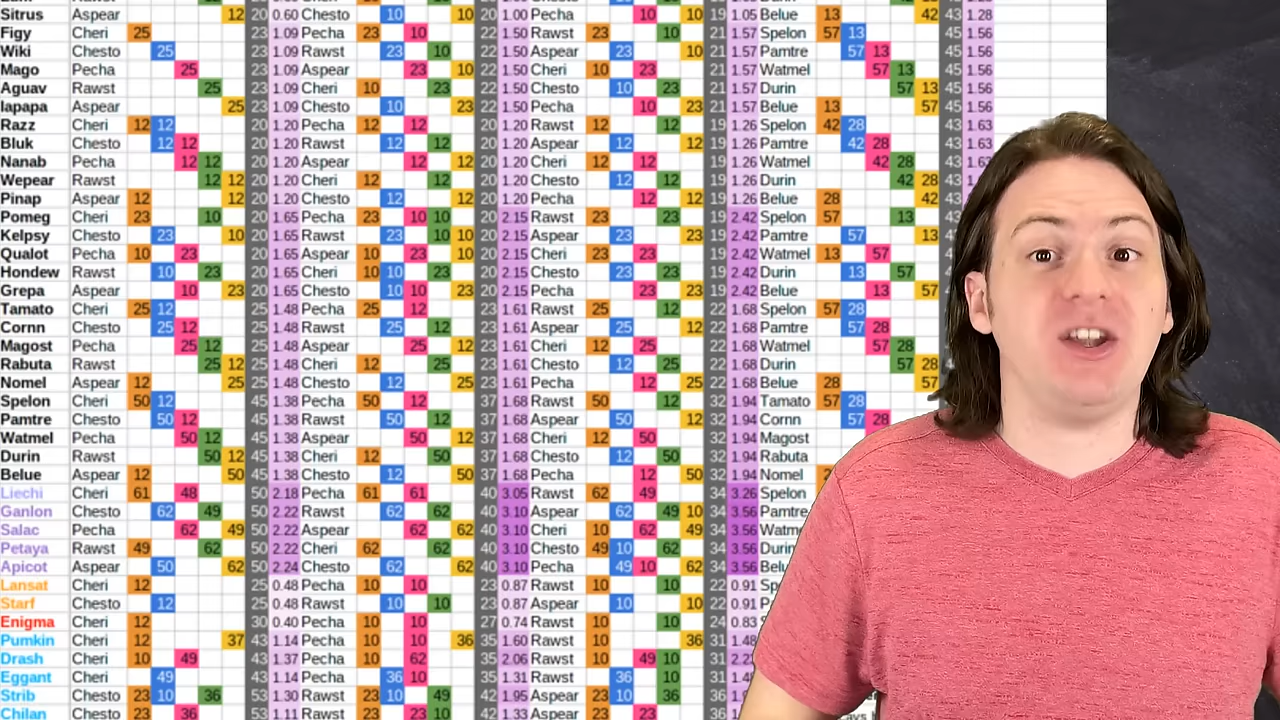 Sitrus Chesto 12 20 0.60 Chesto 10 10 20 1.00 Pecha 10 10 19 1.05 Belue 13 42 43 1.28
Figy Cheri 25 23 1.09 Pecha 23 10 22 1.50 Rawst 23 10 21 1.57 Spelon 57 13 45 1.56
Wiki Chesto 25 23 1.09 Rawst 23 10 22 1.50 Aspear 23 10 21 1.57 Pamtre 57 13 45 1.56
Mago Pecha 25 23 1.09 Aspear 23 10 22 1.50 Cheri 10 23 21 1.57 Watmel 57 13 45 1.56
Aguav Rawst 25 23 1.09 Cheri 10 23 22 1.50 Chesto 10 23 21 1.57 Durin 57 13 45 1.56
Iapapa Aspear 25 23 1.09 Chesto 10 23 22 1.50 Pecha 10 23 21 1.57 Belue 13 57 45 1.56
Razz Cheri 12 12 20 1.20 Pecha 12 12 20 1.20 Rawst 12 12 19 1.26 Spelon 42 28 43 1.63
Bluk Chesto 12 12 20 1.20 Rawst 12 12 20 1.20 Aspear 12 12 19 1.26 Pamtre 42 28 43 1.63
Nanab Pecha 12 12 20 1.20 Aspear 12 12 20 1.20 Cheri 12 12 19 1.26 Watmel 42 28 43 1.63
Wepear Rawst 12 12 20 1.20 Cheri 12 12 20 1.20 Chesto 12 12 19 1.26 Durin 42 28 43
Pinap Aspear 12 12 20 1.20 Chesto 12 12 20 1.20 Pecha 12 12 19 1.26 Belue 28 42 43
Pomeg Cheri 23 10 20 1.65 Pecha 23 10 10 20 2.15 Rawst 23 23 19 2.42 Spelon 57 13
Kelpsy Chesto 23 10 20 1.65 Rawst 23 10 10 20 2.15 Aspear 23 23 19 2.42 Pamtre 57 13
Qualot Pecha 10 23 20 1.65 Aspear 10 23 10 20 2.15 Cheri 23 23 19 2.42 Watmel 13 57
Hondew Rawst 10 23 20 1.65 Cheri 10 10 23 20 2.15 Chesto 23 23 19 2.42 Durin 13 57
Grepa Aspear 10 23 20 1.65 Chesto 10 10 23 20 2.15 Pecha 23 23 19 2.42 Belue 13 57
Tamato Cheri 25 12 25 1.48 Pecha 25 12 23 1.61 Rawst 25 12 22 1.68 Spelon 57 28
Cornn Chesto 25 12 25 1.48 Rawst 25 12 23 1.61 Aspear 25 12 22 1.68 Pamtre 57 28
Magost Pecha 25 12 25 1.48 Aspear 25 12 23 1.61 Cheri 12 25 22 1.68 Watmel 57 28
Rabuta Rawst 25 12 25 1.48 Cheri 12 25 23 1.61 Chesto 12 25 22 1.68 Durin 57 28
Nomel Aspear 12 25 25 1.48 Chesto 12 25 23 1.61 Pecha 12 25 22 1.68 Belue 28 57
Spelon Cheri 50 12 45 1.38 Pecha 50 12 37 1.68 Rawst 50 12 32 1.94 Tamato 57 28
Pamtre Chesto 50 12 45 1.38 Rawst 50 12 37 1.68 Aspear 50 12 32 1.94 Cornn 57 28
Watmel Pecha 50 12 45 1.38 Aspear 50 12 37 1.68 Cheri 12 50 32 1.94 Magost
Durin Rawst 50 12 45 1.38 Cheri 12 50 37 1.68 Chesto 12 50 32 1.94 Rabuta
Belue Aspear 12 50 45 1.38 Chesto 12 50 37 1.68 Pecha 12 50 32 1.94 Nomel
Liechi Cheri 61 48 50 2.18 Pecha 61 61 40 3.05 Rawst 62 49 34 3.26 Spelon
Ganlon Chesto 62 49 50 2.22 Rawst 62 62 40 3.10 Aspear 62 49 10 34 3.56 Pamtre
Salac Pecha 62 49 50 2.22 Aspear 62 62 40 3.10 Cheri 10 62 49 34 3.56 Watme
Petaya Rawst 49 62 50 2.22 Cheri 62 62 40 3.10 Chesto 49 10 62 34 3.56 Durin
Apicot Aspear 50 62 50 2.24 Chesto 62 62 40 3.10 Pecha 49 10 62 34 3.56 Belu
Lansat Cheri 12 25 0.48 Pecha 10 10 23 0.87 Rawst 10 10 22 0.91 Sp
Starf Chesto 12 25 0.48 Rawst 10 10 23 0.87 Aspear 10 10 22 0.91 P
Enigma Cheri 12 30 0.40 Pecha 10 10 27 0.74 Rawst 10 10 24 0.83 S
Pumkin Cheri 12 37 43 1.14 Pecha 10 10 36 35 1.60 Rawst 10 36 31 1.48
Drash Cheri 10 49 43 1.37 Pecha 10 62 35 2.06 Rawst 10 49 10 31
Eggant Cheri 49 43 1.14 Pecha 36 10 35 1.31 Rawst 36 10 31
Strib Chesto 23 10 36 53 1.30 Rawst 23 10 49 42 1.95 Aspear 23 10 36 36
Chilan Chesto 23 36 53 1.11 Rawst 23 23 10 42 1.33 Aspear 23 23 36